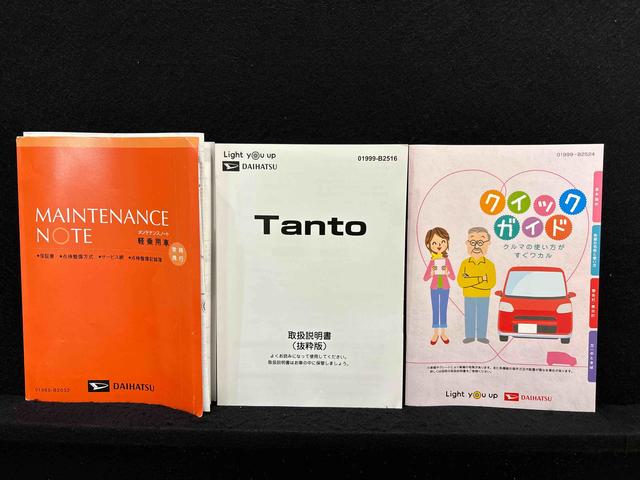 MAINTENANCE
NOTE
メンテナンスノート
軽乗用車
★保証書 ★点検整備方式 ★サービス網 ★点検整備記録簿
DAIHATSU
Light you up
DAIHATSU
01999-B2516
Tanto
取扱説明書
(抜粋版)
よくお読みになって使用してください。
取扱説明書はお車の中に保管しましょう。
01999-B2524
クイック
ガイド
クルマの使い方が
すぐワカル
Light you up
DAIHATSU